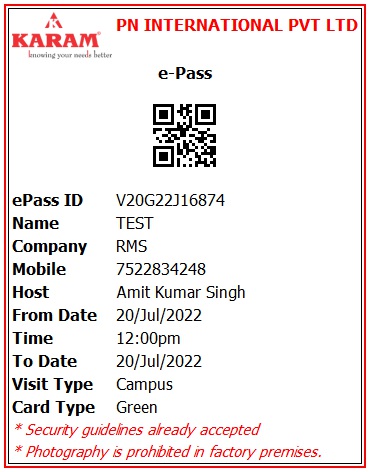 PN INTERNATIONAL PVT LTD
KARAM®
knowing your needs better
e-Pass
ePass ID V20G22J16874
Name TEST
Company RMS
Mobile 7522834248
Host Amit Kumar Singh
From Date 20/Jul/2022
Time 12:00pm
To Date 20/Jul/2022
Visit Type Campus
Card Type Green
* Security guidelines already accepted
* Photography is prohibited in factory premises.